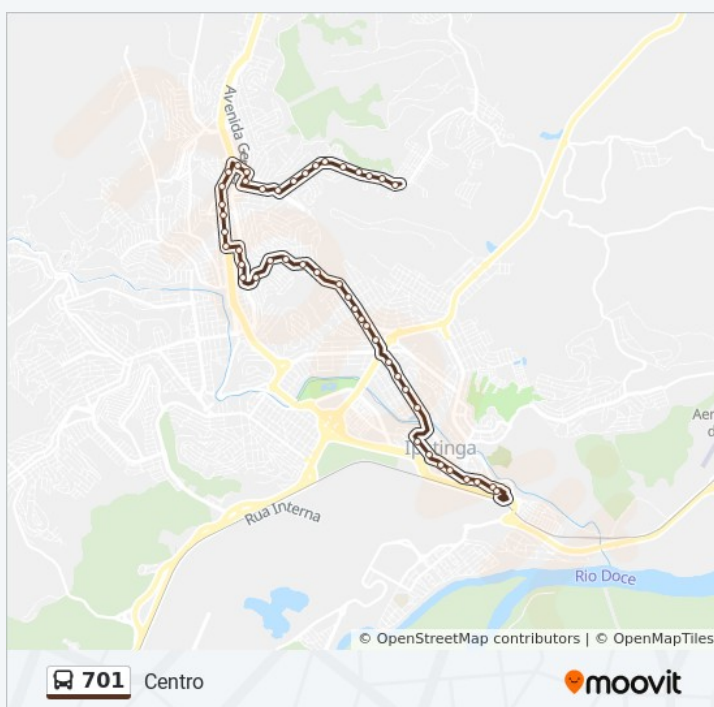 Avenida Ge
Aer
d
Ipatinga
Rua Interna
Rio Doce
© OpenStreetMap contributors | © OpenMapTiles
701 Centro
moovit